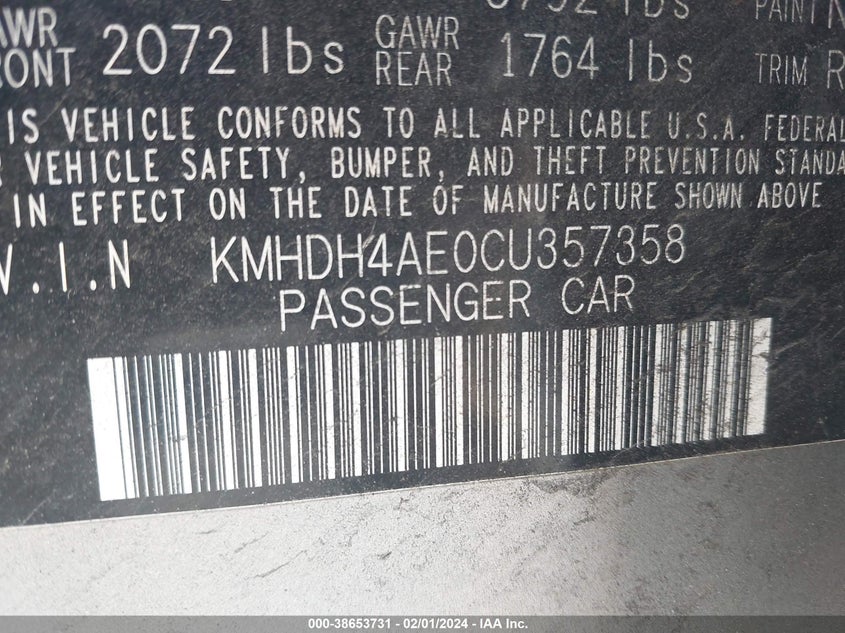 GAWR 2072 lbs GAWR 1764 lbs TRIM R
FRONT REAR
IS VEHICLE CONFORMS TO ALL APPLICABLE U.S.A. FEDERAL
VEHICLE SAFETY, BUMPER, AND THEFT PREVENTION STANDA
IN EFFECT ON THE DATE OF MANUFACTURE SHOWN ABOVE
V.I.N KMHDH4AE0CU357358
PASSENGER CAR
000-38653731 - 02/01/2024 - IAA Inc.